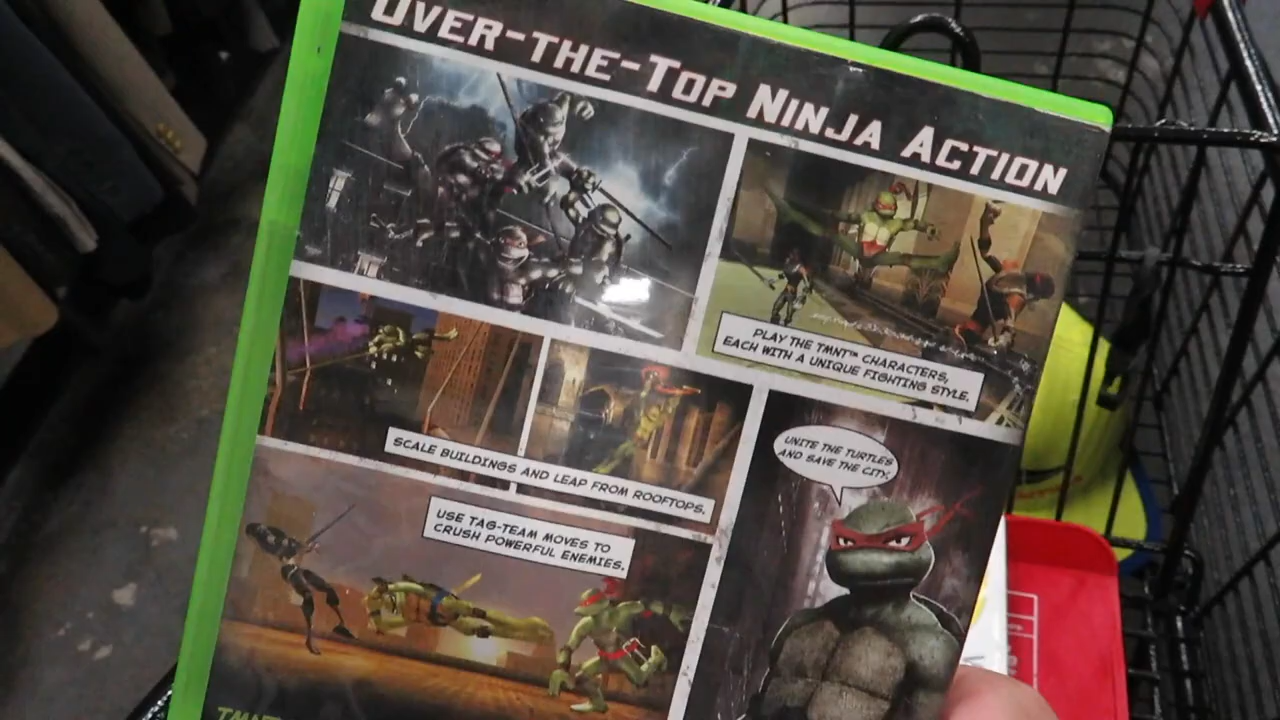 OVER-THE-TOP NINJA ACTION
PLAY THE TMNT™ CHARACTERS,
EACH WITH A UNIQUE FIGHTING STYLE.
SCALE BUILDINGS AND LEAP FROM ROOFTOPS.
UNITE THE TURTLES
AND SAVE THE CITY.
USE TAG-TEAM MOVES TO
CRUSH POWERFUL ENEMIES.
TMNT